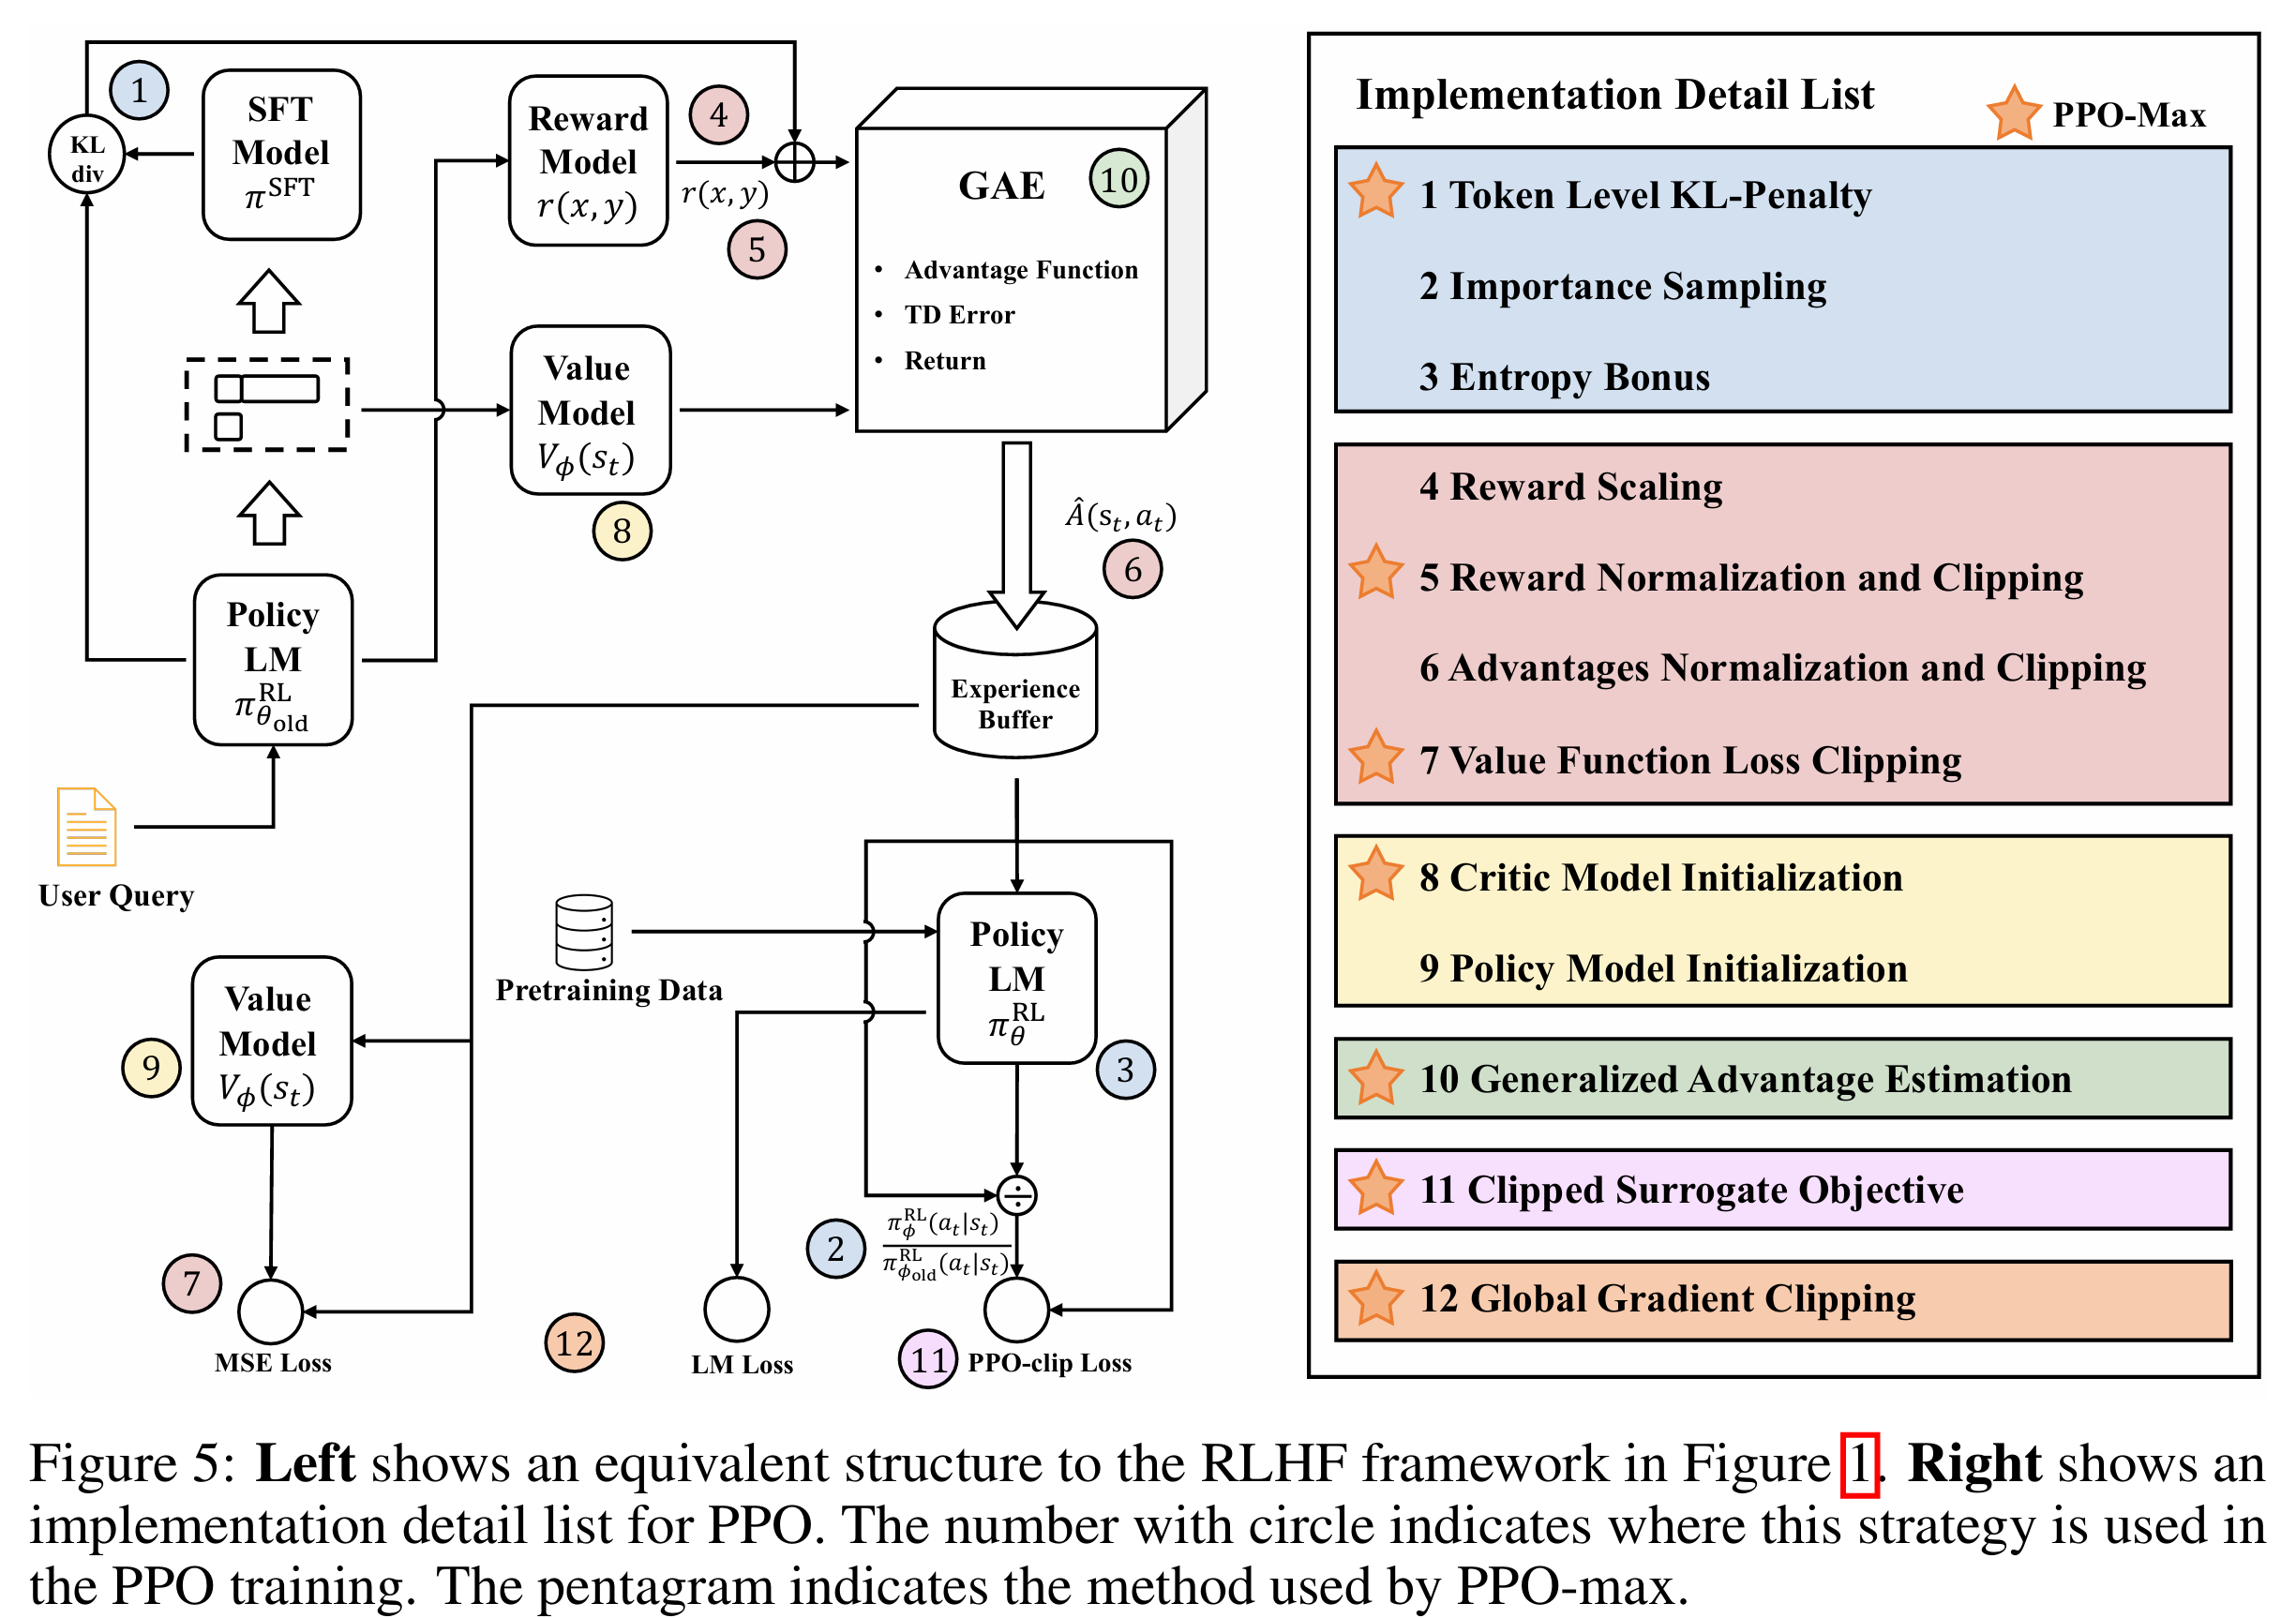 1
KL
div
SFT
Model
π^SFT
Reward
Model
r(x, y)
4
r(x, y)
5
GAE
10
• Advantage Function
• TD Error
• Return
Value
Model
V_ϕ(s_t)
8
Â(s_t, a_t)
6
Policy
LM
π^RL_θ_old
Experience
Buffer
User Query
Pretraining Data
Policy
LM
π^RL_θ
3
Value
Model
V_ϕ(s_t)
9
2
π^RL_ϕ(a_t|s_t)
π^RL_ϕ_old(a_t|s_t)
7
MSE Loss
12
LM Loss
11
PPO-clip Loss
Implementation Detail List
PPO-Max
1 Token Level KL-Penalty
2 Importance Sampling
3 Entropy Bonus
4 Reward Scaling
5 Reward Normalization and Clipping
6 Advantages Normalization and Clipping
7 Value Function Loss Clipping
8 Critic Model Initialization
9 Policy Model Initialization
10 Generalized Advantage Estimation
11 Clipped Surrogate Objective
12 Global Gradient Clipping
Figure 5: Left shows an equivalent structure to the RLHF framework in Figure 1. Right shows an
implementation detail list for PPO. The number with circle indicates where this strategy is used in
the PPO training. The pentagram indicates the method used by PPO-max.